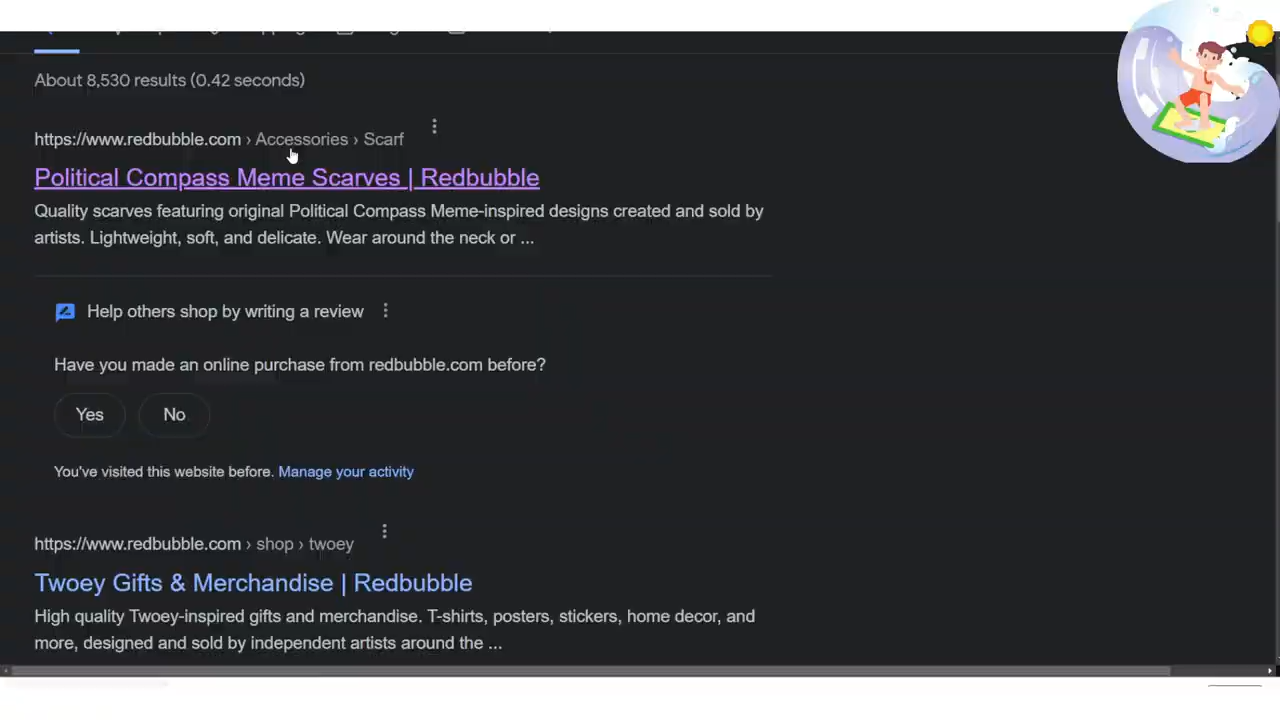 About 8,530 results (0.42 seconds)
https://www.redbubble.com › Accessories › Scarf
Political Compass Meme Scarves | Redbubble
Quality scarves featuring original Political Compass Meme-inspired designs created and sold by
artists. Lightweight, soft, and delicate. Wear around the neck or ...
Help others shop by writing a review
Have you made an online purchase from redbubble.com before?
Yes No
You've visited this website before. Manage your activity
https://www.redbubble.com › shop › twoey
Twoey Gifts & Merchandise | Redbubble
High quality Twoey-inspired gifts and merchandise. T-shirts, posters, stickers, home decor, and
more, designed and sold by independent artists around the ...